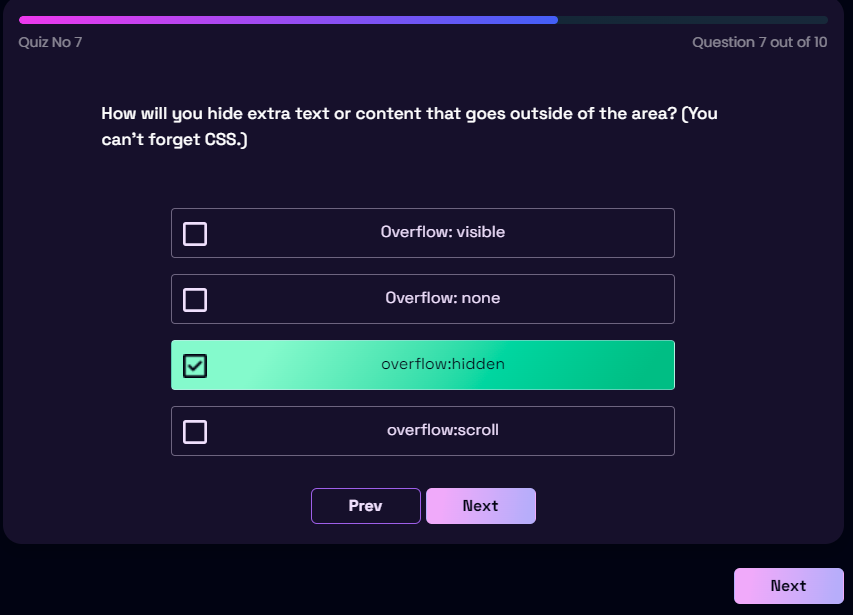 Quiz No 7
Question 7 out of 10
How will you hide extra text or content that goes outside of the area? (You
can't forget CSS.)
Overflow: visible
Overflow: none
overflow:hidden
overflow:scroll
Prev
Next
Next